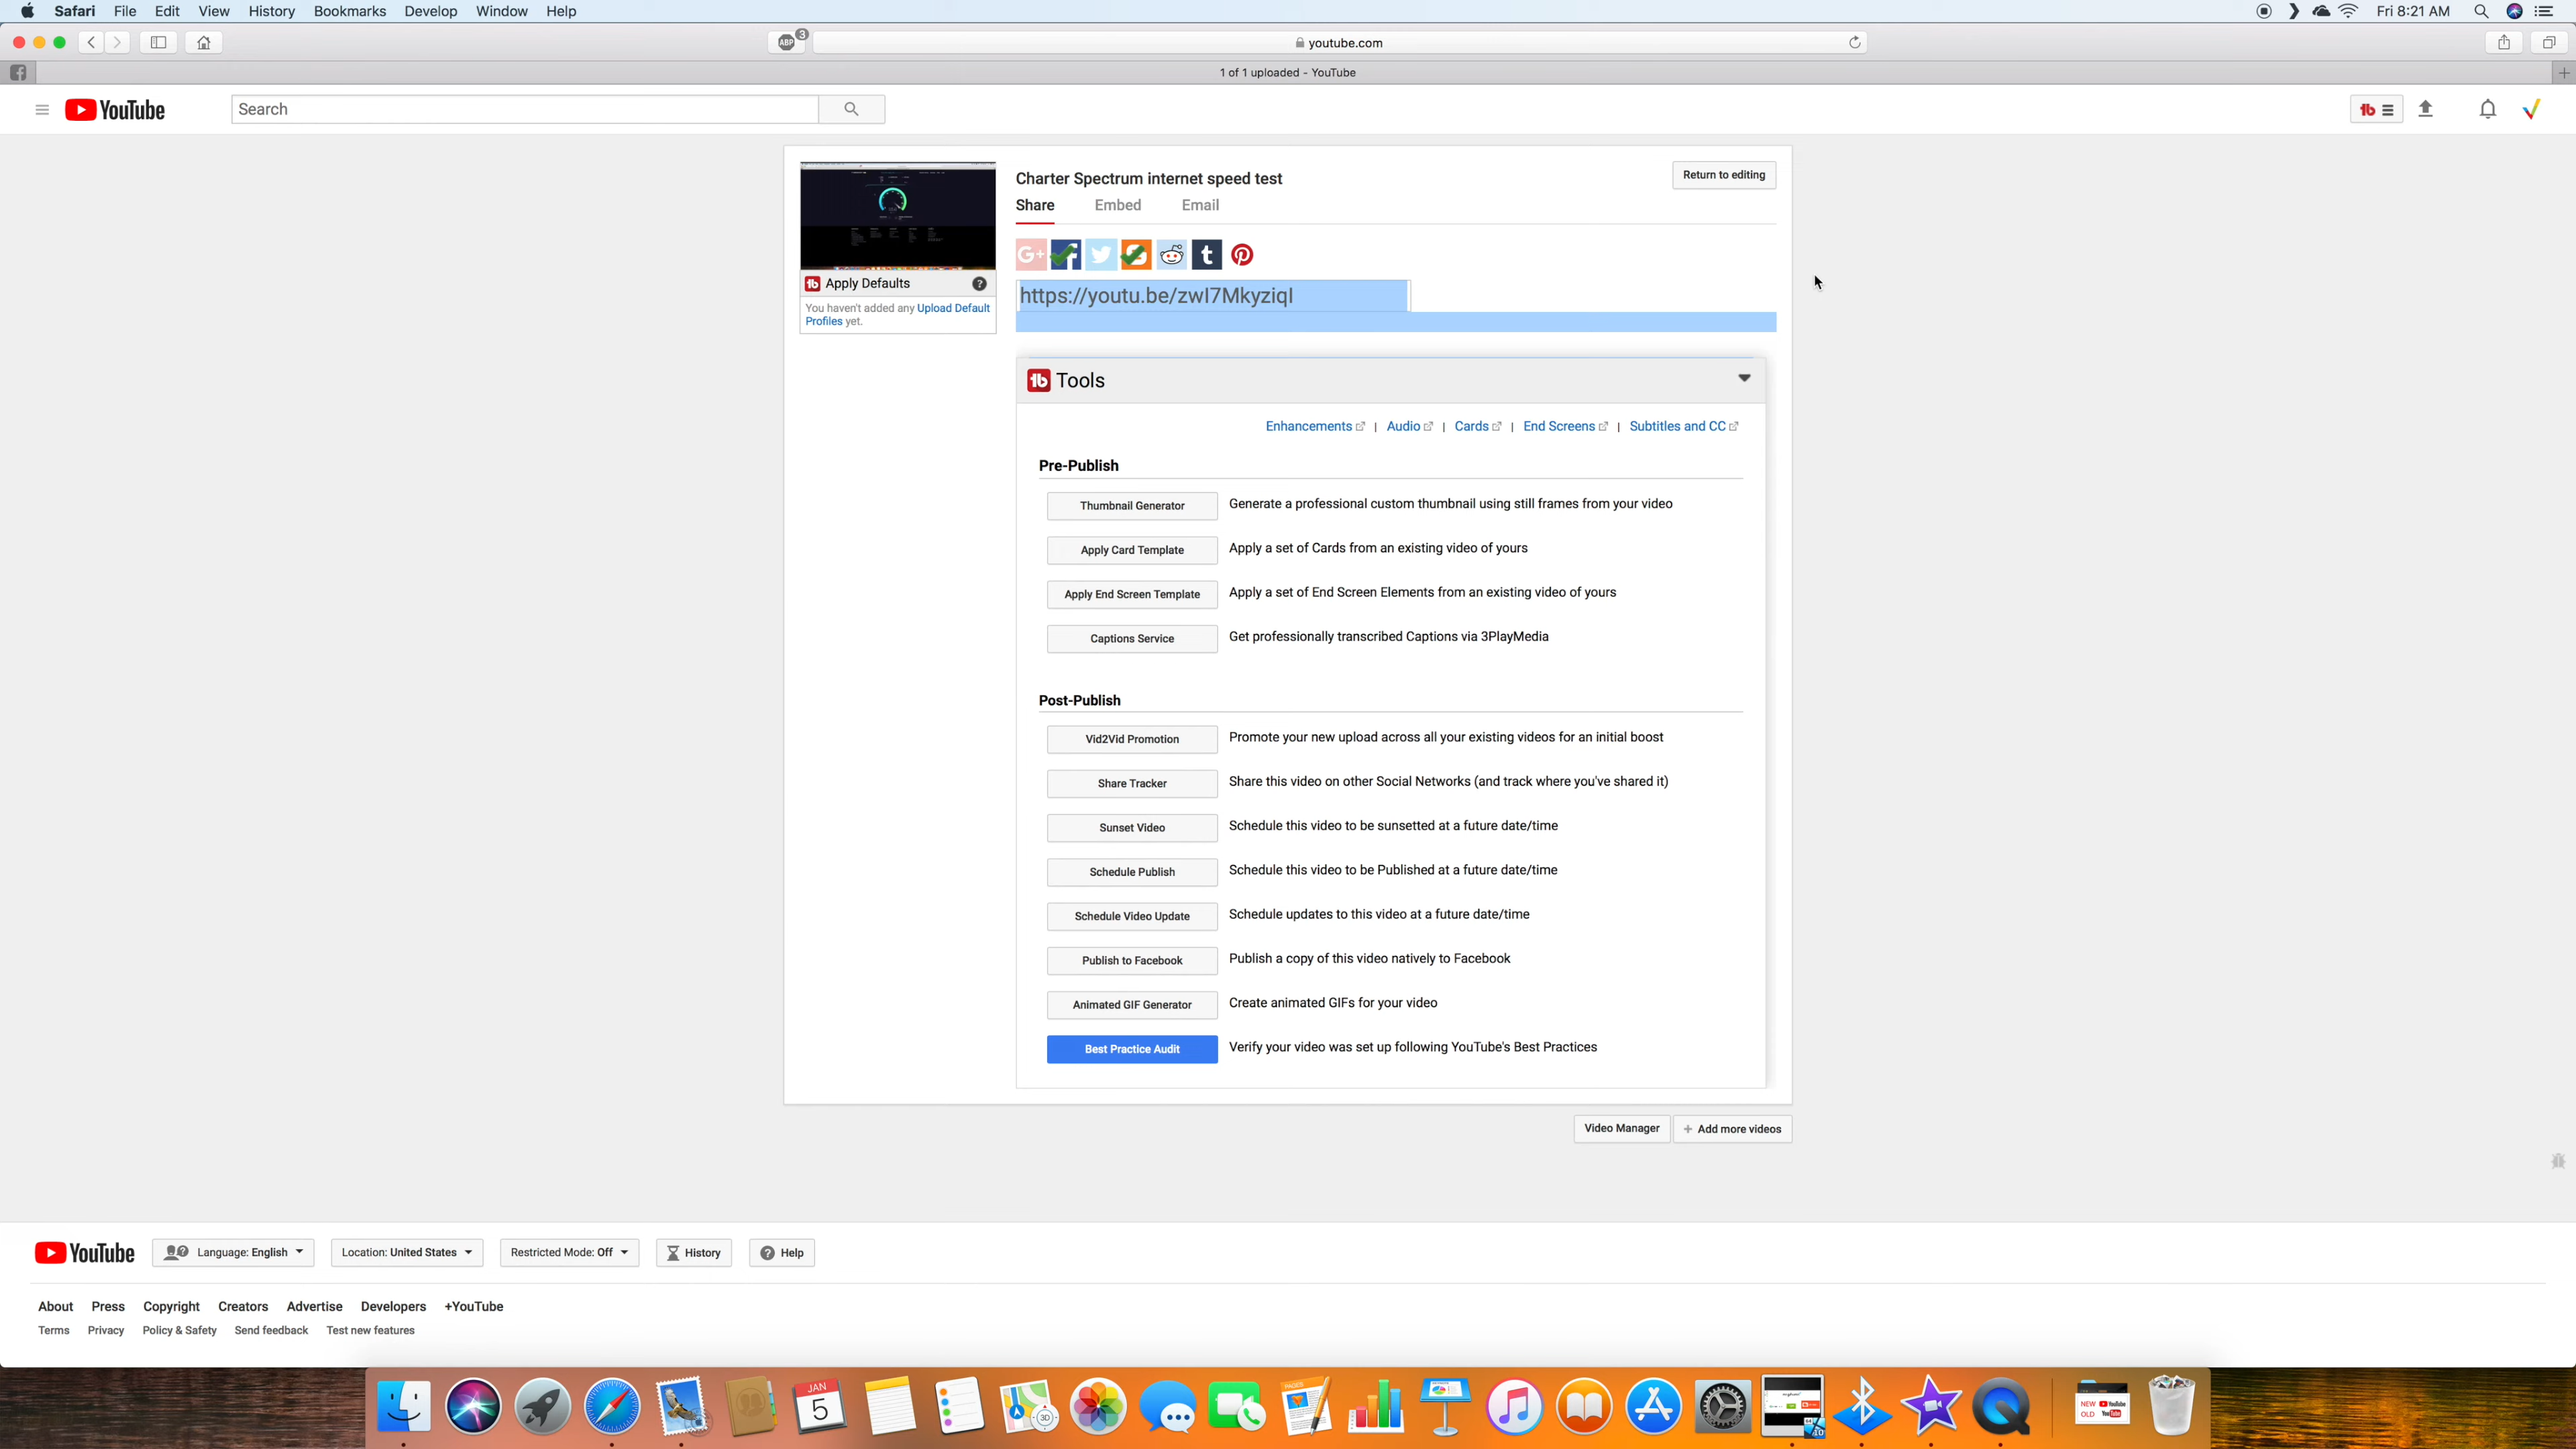 Safari File Edit View History Bookmarks Develop Window Help
Fri 8:21 AM
ABP 3
youtube.com
1 of 1 uploaded - YouTube
YouTube
Search
Charter Spectrum internet speed test
Return to editing
Share Embed Email
https://youtu.be/zwI7MkyziqI
Apply Defaults ?
You haven't added any Upload Default
Profiles yet.
Tools
Enhancements | Audio | Cards | End Screens | Subtitles and CC
Pre-Publish
Thumbnail Generator Generate a professional custom thumbnail using still frames from your video
Apply Card Template Apply a set of Cards from an existing video of yours
Apply End Screen Template Apply a set of End Screen Elements from an existing video of yours
Captions Service Get professionally transcribed Captions via 3PlayMedia
Post-Publish
Vid2Vid Promotion Promote your new upload across all your existing videos for an initial boost
Share Tracker Share this video on other Social Networks (and track where you've shared it)
Sunset Video Schedule this video to be sunsetted at a future date/time
Schedule Publish Schedule this video to be Published at a future date/time
Schedule Video Update Schedule updates to this video at a future date/time
Publish to Facebook Publish a copy of this video natively to Facebook
Animated GIF Generator Create animated GIFs for your video
Best Practice Audit Verify your video was set up following YouTube's Best Practices
Video Manager + Add more videos
YouTube Language: English Location: United States Restricted Mode: Off History Help
About Press Copyright Creators Advertise Developers +YouTube
Terms Privacy Policy & Safety Send feedback Test new features
JAN
5
3D
PAGES
NEW YouTube
OLD YouTube